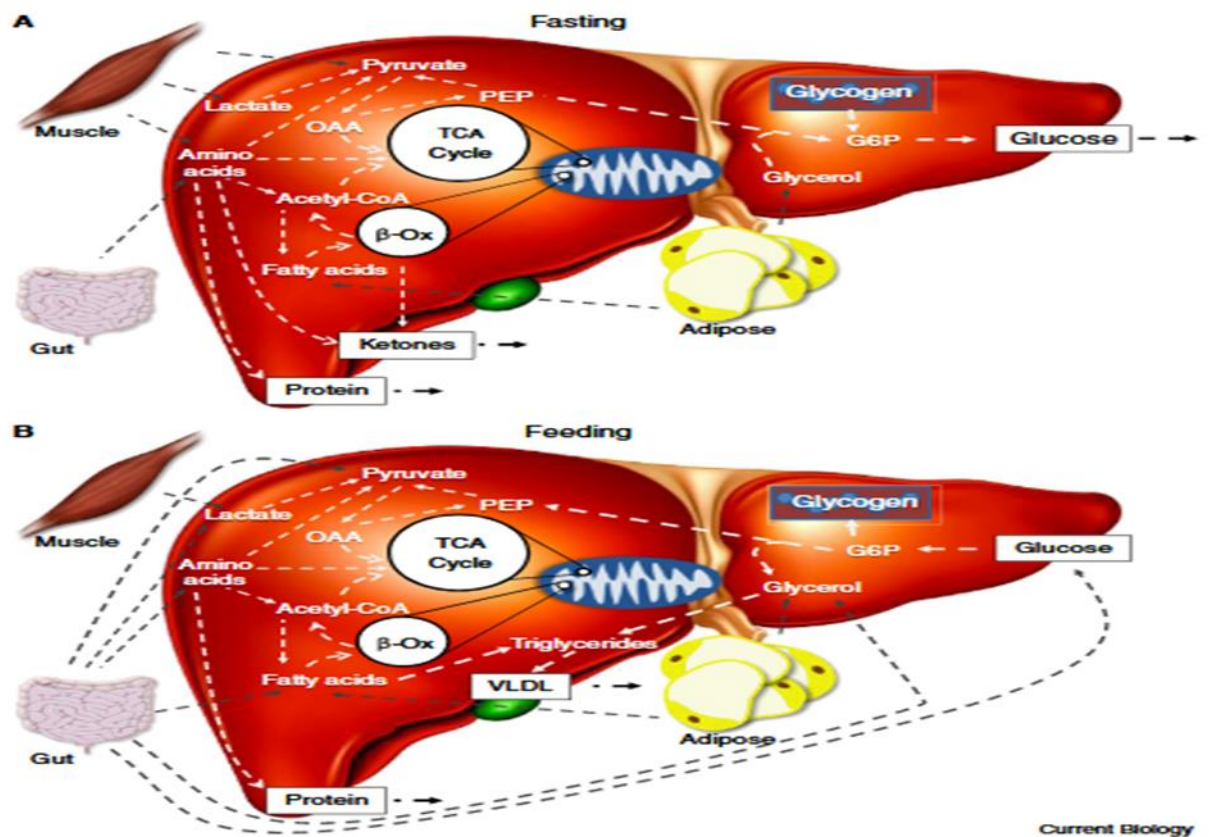 A
Fasting
Pyruvate
Glycogen
Lactate
PEP
Muscle
OAA
TCA
Cycle
G6P
Glucose
Amino
acids
Glycerol
Acetyl-CoA
β-Ox
Fatty acids
Adipose
Gut
Ketones
Protein
B
Feeding
Pyruvate
Glycogen
Lactate
PEP
Muscle
OAA
TCA
Cycle
G6P
Glucose
Amino
acids
Glycerol
Acetyl-CoA
β-Ox
Triglycerides
Fatty acids
VLDL
Adipose
Gut
Protein
Current Biology